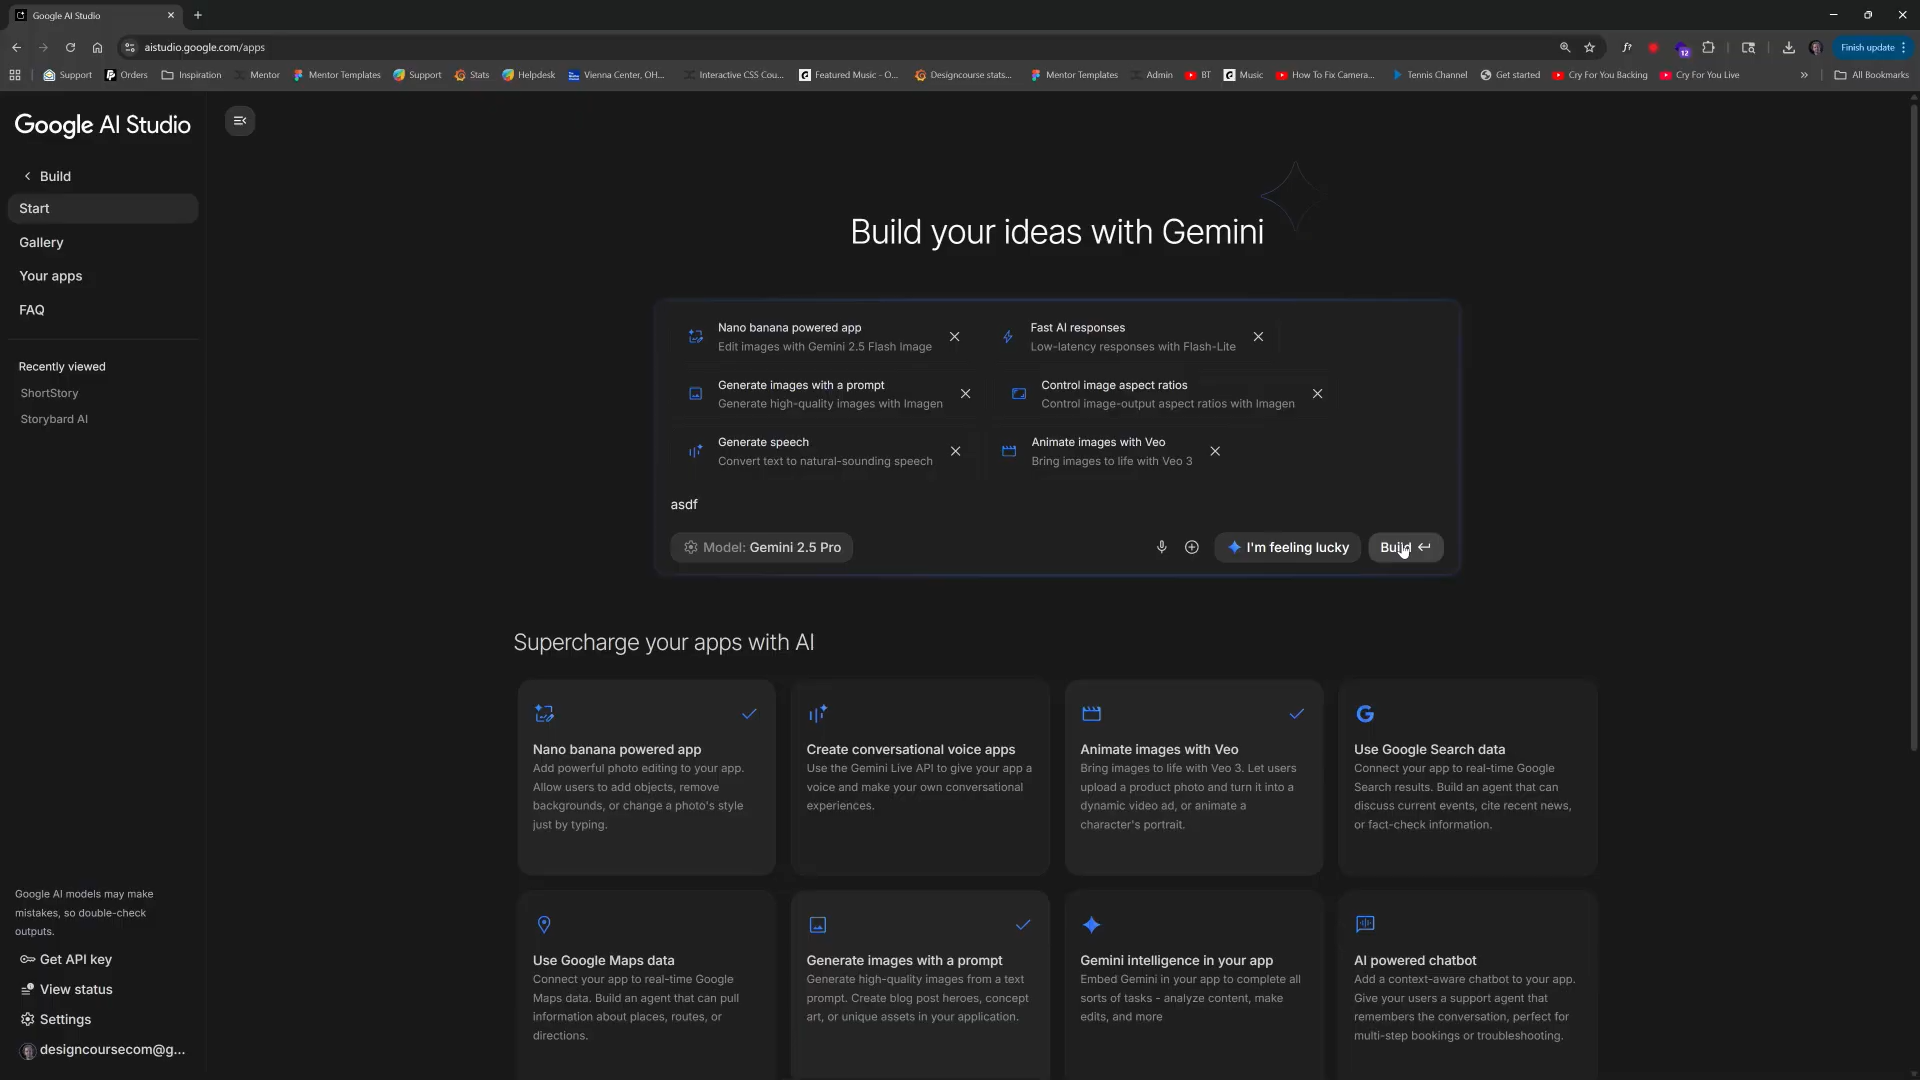 Google AI Studio
aistudio.google.com/apps
12
Finish update
Support
Orders
Inspiration
Mentor
Mentor Templates
Support
Stats
Helpdesk
Vienna Center, OH...
Interactive CSS Cou...
Featured Music - O...
Designcourse stats...
Mentor Templates
Admin
BT
Music
How To Fix Camera...
Tennis Channel
Get started
Cry For You Backing
Cry For You Live
»
All Bookmarks
Google AI Studio
Build
Start
Gallery
Your apps
FAQ
Recently viewed
ShortStory
Storybard AI
Google AI models may make
mistakes, so double-check
outputs.
Get API key
View status
Settings
designcoursecom@g...
Build your ideas with Gemini
Nano banana powered app
Edit images with Gemini 2.5 Flash Image
Fast AI responses
Low-latency responses with Flash-Lite
Generate images with a prompt
Generate high-quality images with Imagen
Control image aspect ratios
Control image-output aspect ratios with Imagen
Generate speech
Convert text to natural-sounding speech
Animate images with Veo
Bring images to life with Veo 3
asdf
Model: Gemini 2.5 Pro
I'm feeling lucky
Build
Supercharge your apps with AI
Nano banana powered app
Add powerful photo editing to your app.
Allow users to add objects, remove
backgrounds, or change a photo's style
just by typing.
Create conversational voice apps
Use the Gemini Live API to give your app a
voice and make your own conversational
experiences.
Animate images with Veo
Bring images to life with Veo 3. Let users
upload a product photo and turn it into a
dynamic video ad, or animate a
character's portrait.
Use Google Search data
Connect your app to real-time Google
Search results. Build an agent that can
discuss current events, cite recent news,
or fact-check information.
Use Google Maps data
Connect your app to real-time Google
Maps data. Build an agent that can pull
information about places, routes, or
directions.
Generate images with a prompt
Generate high-quality images from a text
prompt. Create blog post heroes, concept
art, or unique assets in your application.
Gemini intelligence in your app
Embed Gemini in your app to complete all
sorts of tasks - analyze content, make
edits, and more
AI powered chatbot
Add a context-aware chatbot to your app.
Give your users a support agent that
remembers the conversation, perfect for
multi-step bookings or troubleshooting.